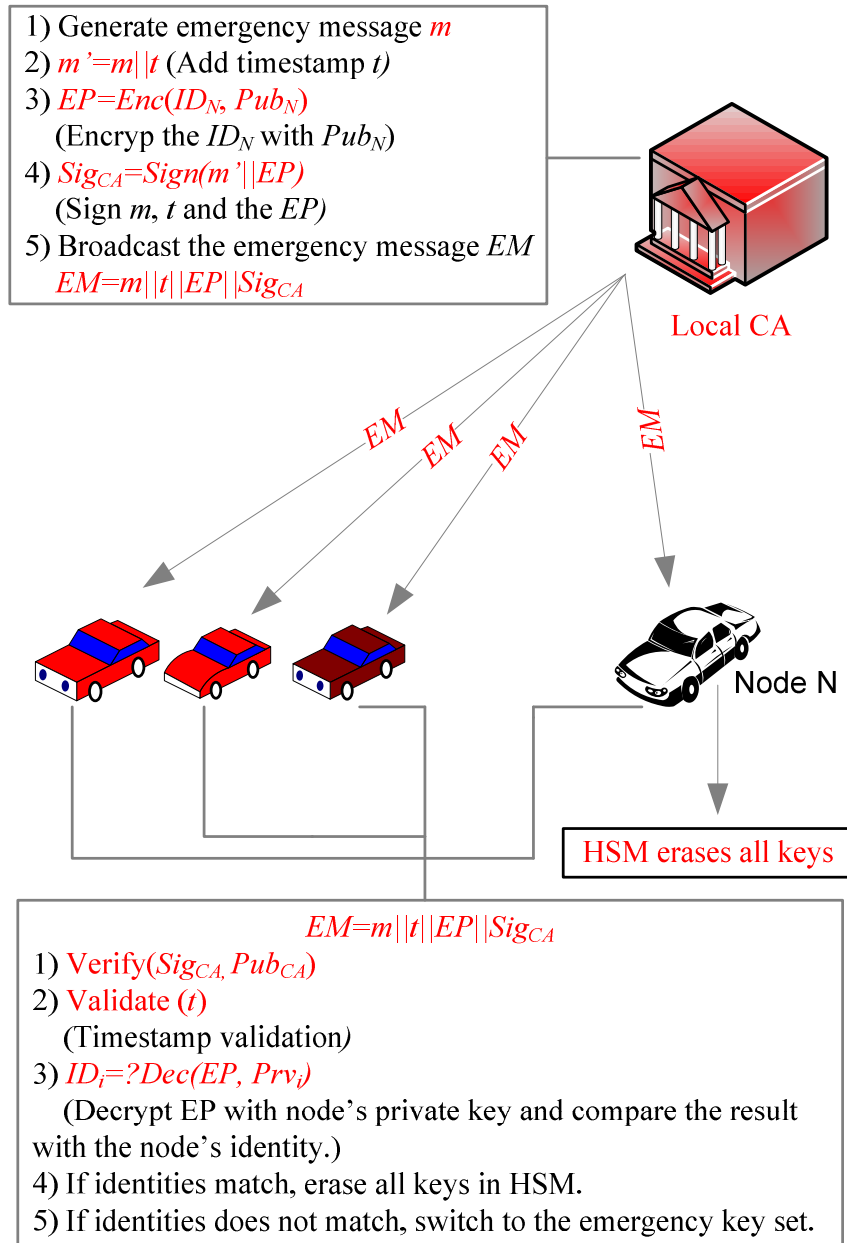 1) Generate emergency message m
2) m’=m||t (Add timestamp t)
3) EP=Enc(IDN, PubN)
(Encryp the IDN with PubN)
4) SigCA=Sign(m’||EP)
(Sign m, t and the EP)
5) Broadcast the emergency message EM
EM=m||t||EP||SigCA
Local CA
EM
EM
EM
EM
Node N
HSM erases all keys
EM=m||t||EP||SigCA
1) Verify(SigCA, PubCA)
2) Validate (t)
(Timestamp validation)
3) IDi=?Dec(EP, Prvi)
(Decrypt EP with node’s private key and compare the result
with the node’s identity.)
4) If identities match, erase all keys in HSM.
5) If identities does not match, switch to the emergency key set.